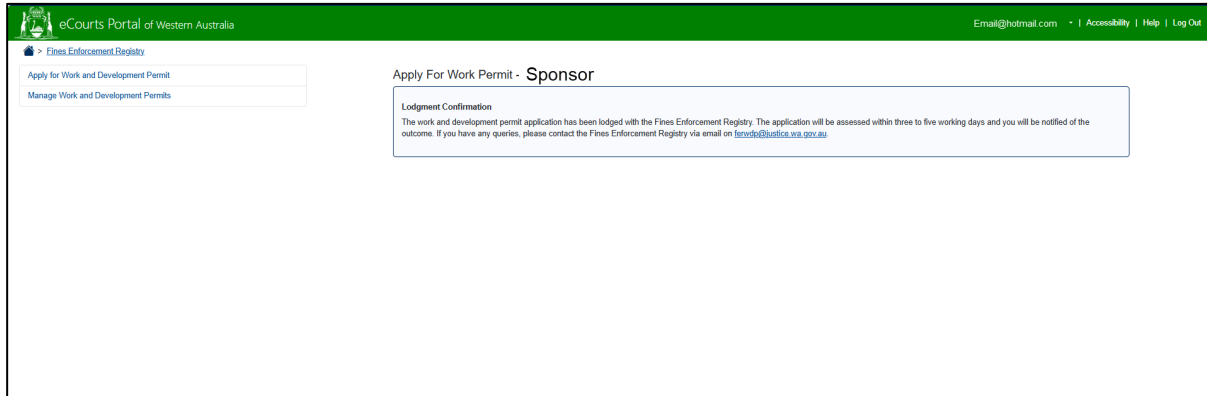 eCourts Portal of Western Australia
Email@hotmail.com | Accessibility | Help | Log Out
> Fines Enforcement Registry
Apply for Work and Development Permit
Manage Work and Development Permits
Apply For Work Permit - Sponsor
Lodgment Confirmation
The work and development permit application has been lodged with the Fines Enforcement Registry. The application will be assessed within three to five working days and you will be notified of the
outcome. If you have any queries, please contact the Fines Enforcement Registry via email on ferwdp@justice.wa.gov.au.